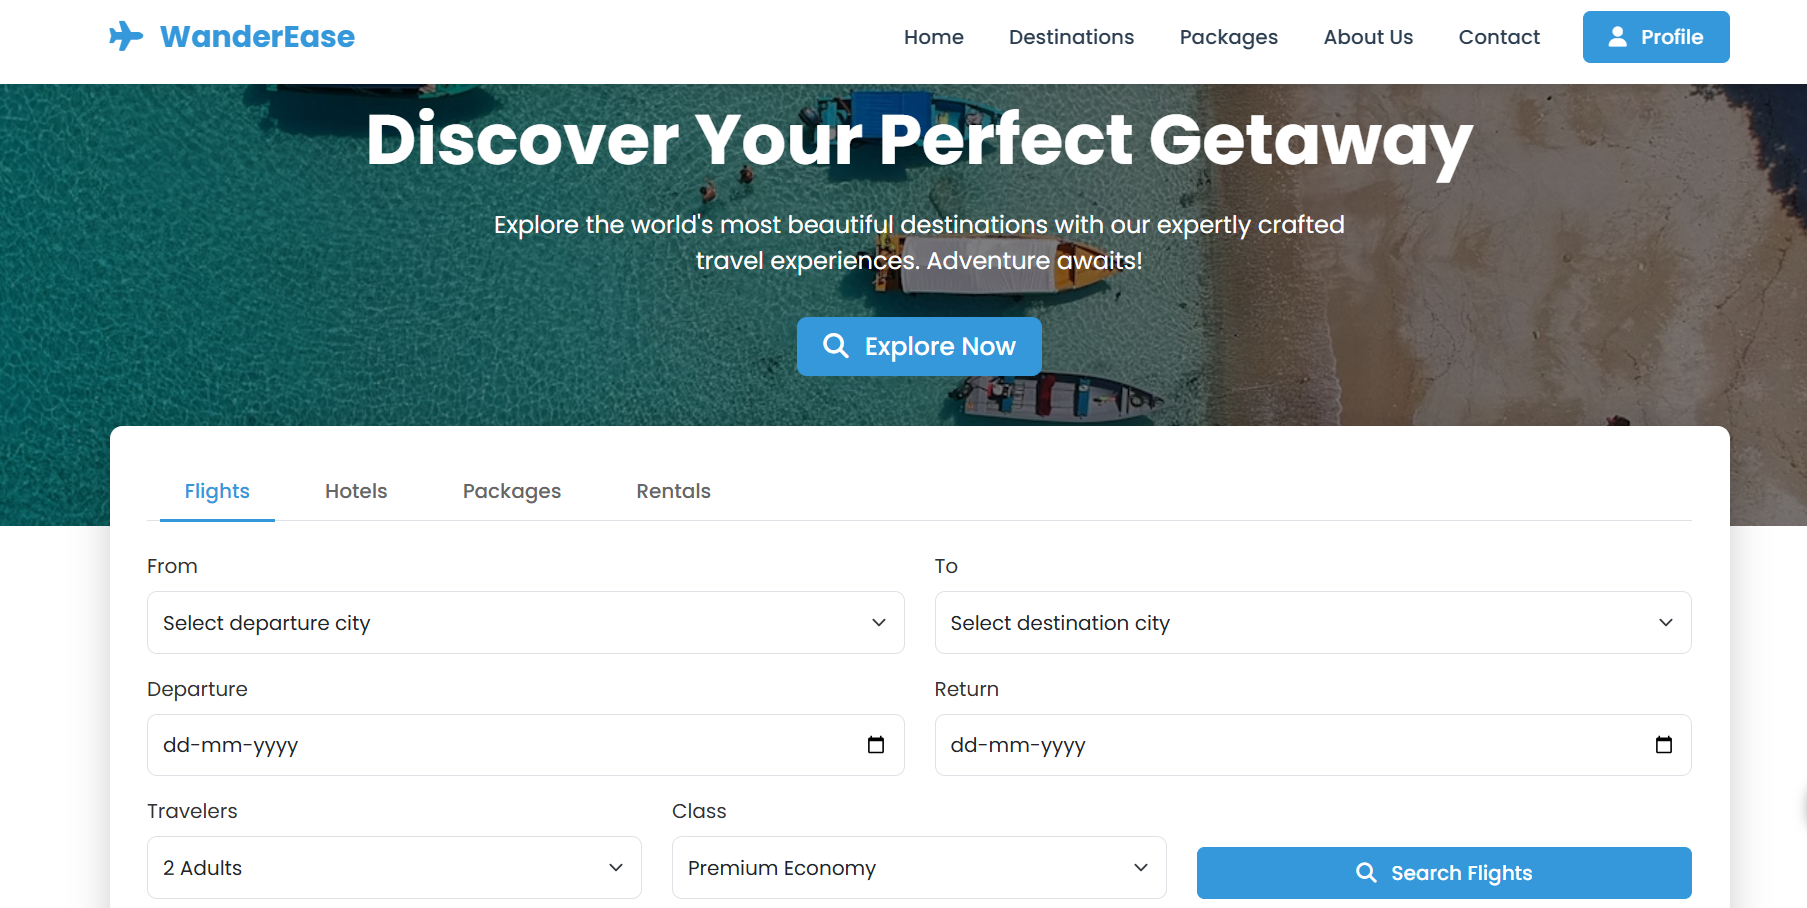 WanderEase
Home Destinations Packages About Us Contact Profile
Discover Your Perfect Getaway
Explore the world's most beautiful destinations with our expertly crafted
travel experiences. Adventure awaits!
Explore Now
Flights Hotels Packages Rentals
From To
Select departure city Select destination city
Departure Return
dd-mm-yyyy dd-mm-yyyy
Travelers Class
2 Adults Premium Economy Search Flights